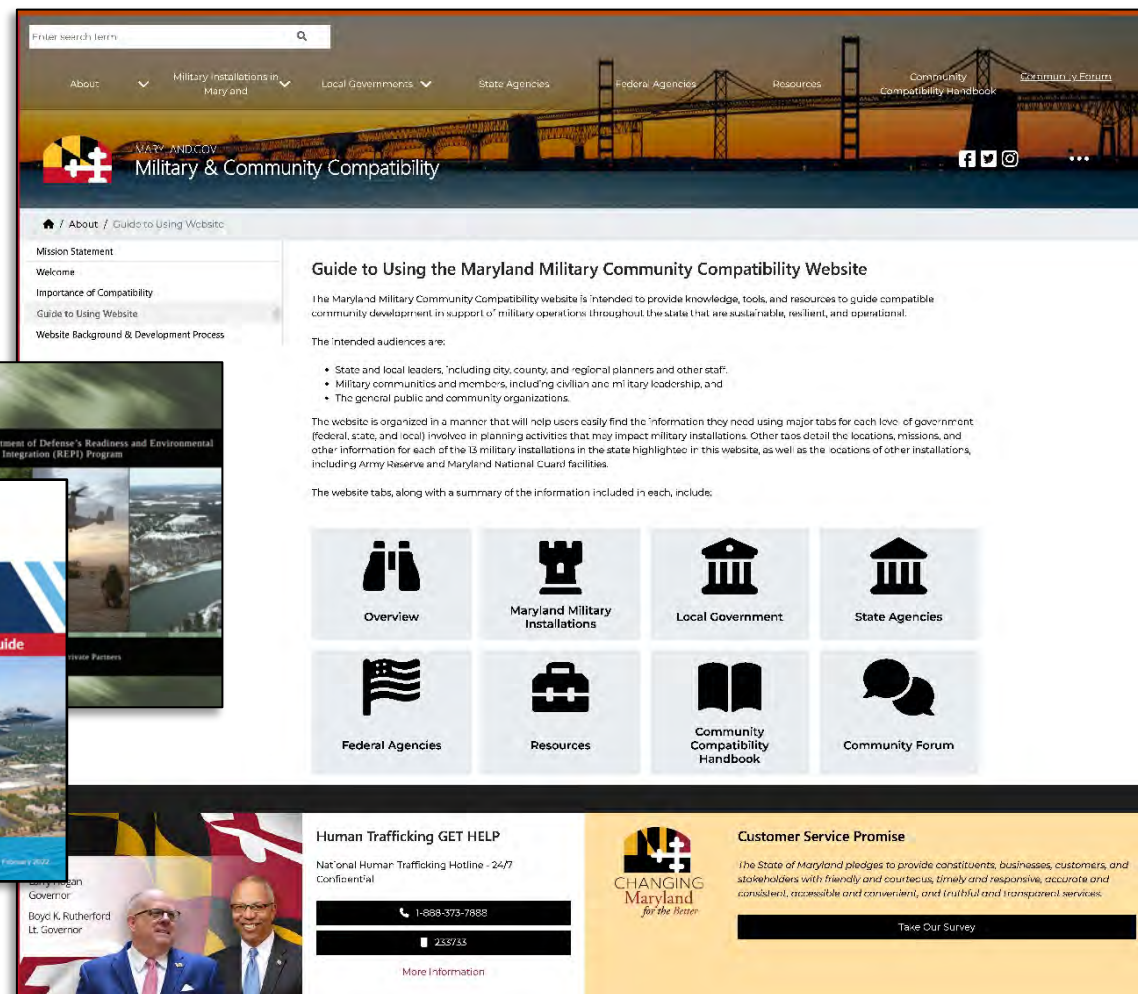 Enter search term
About
Military Installations in
Maryland
Local Governments
State Agencies
Federal Agencies
Resources
Community
Compatibility Handbook
Community Forum
MARYLAND.GOV
Military & Community Compatibility
/ About / Guide to Using Website
Mission Statement
Welcome
Importance of Compatibility
Guide to Using Website
Website Background & Development Process
Guide to Using the Maryland Military Community Compatibility Website
The Maryland Military Community Compatibility website is intended to provide knowledge, tools, and resources to guide compatible
community development in support of military operations throughout the state that are sustainable, resilient, and operational.
The intended audiences are:
• State and local leaders, including city, county, and regional planners and other staff,
• Military communities and members, including civilian and military leadership, and
• The general public and community organizations.
The website is organized in a manner that will help users easily find the information they need using major tabs for each level of government
(federal, state, and local) involved in planning activities that may impact military installations. Other tabs detail the locations, missions, and
other information for each of the 13 military installations in the state highlighted in this website, as well as the locations of other installations,
including Army Reserve and Maryland National Guard facilities.
The website tabs, along with a summary of the information included in each, include:
Overview
Maryland Military
Installations
Local Government
State Agencies
Federal Agencies
Resources
Community
Compatibility
Handbook
Community Forum
tment of Defense's Readiness and Environmental
Integration (REPI) Program
rivate Partners
uide
February 2022
Larry Hogan
Governor
Boyd K. Rutherford
Lt. Governor
Human Trafficking GET HELP
National Human Trafficking Hotline - 24/7
Confidential
1-888-373-7888
233733
More Information
CHANGING
Maryland
for the Better
Customer Service Promise
The State of Maryland pledges to provide constituents, businesses, customers, and
stakeholders with friendly and courteous, timely and responsive, accurate and
consistent, accessible and convenient, and truthful and transparent services.
Take Our Survey